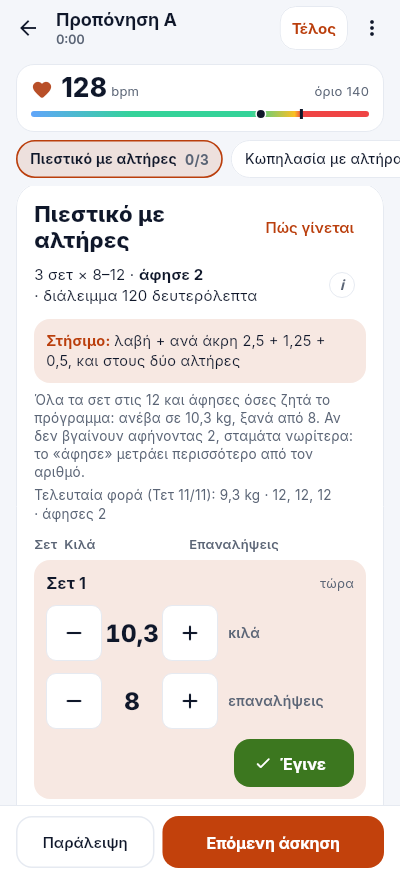 Προπόνηση Α
0:00
Τέλος
128 bpm
όριο 140
Πιεστικό με αλτήρες 0/3
Κωπηλασία με αλτήρα
Πιεστικό με
αλτήρες
Πώς γίνεται
3 σετ × 8–12 · άφησε 2
· διάλειμμα 120 δευτερόλεπτα
i
Στήσιμο: λαβή + ανά άκρη 2,5 + 1,25 +
0,5, και στους δύο αλτήρες
Όλα τα σετ στις 12 και άφησες όσες ζητά το
πρόγραμμα: ανέβα σε 10,3 kg, ξανά από 8. Αν
δεν βγαίνουν αφήνοντας 2, σταμάτα νωρίτερα:
το «άφησε» μετράει περισσότερο από τον
αριθμό.
Τελευταία φορά (Τετ 11/11): 9,3 kg · 12, 12, 12
· άφησες 2
Σετ Κιλά Επαναλήψεις
Σετ 1
τώρα
− 10,3 + κιλά
− 8 + επαναλήψεις
Έγινε
Παράλειψη
Επόμενη άσκηση